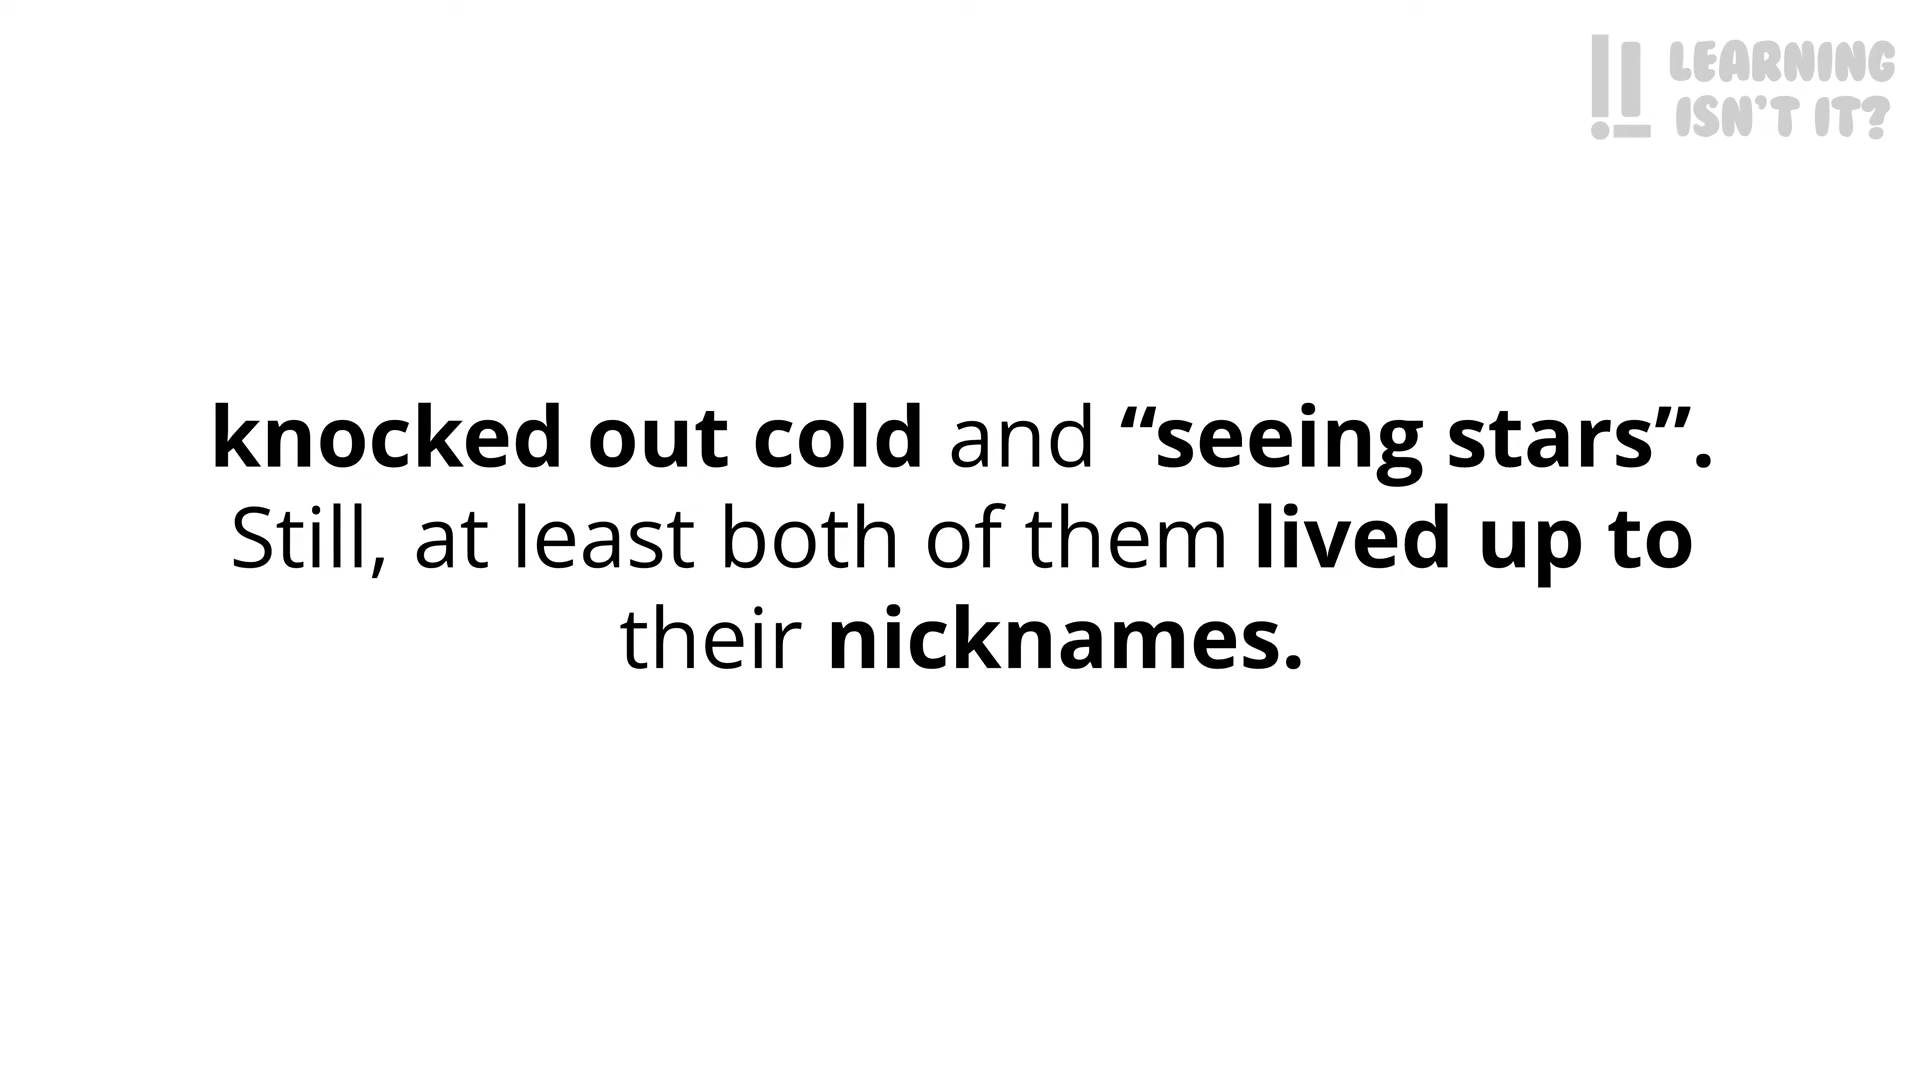 LEARNING
ISN'T IT?
knocked out cold and “seeing stars”.
Still, at least both of them lived up to
their nicknames.